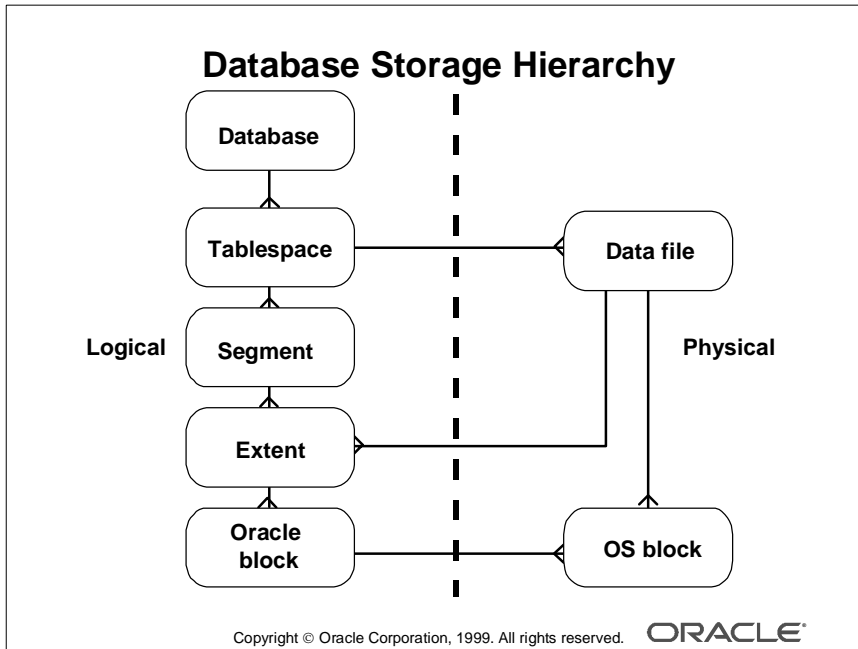 Database Storage Hierarchy
Database
Tablespace
Data file
Logical
Segment
Physical
Extent
Oracle
block
OS block
Copyright © Oracle Corporation, 1999. All rights reserved.
ORACLE®